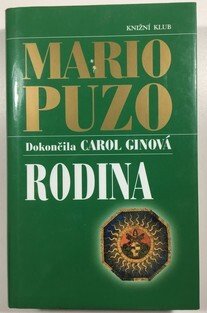 KNIŽNÍ KLUB
MARIO
PUZO
Dokončila CAROL GINOVÁ
RODINA